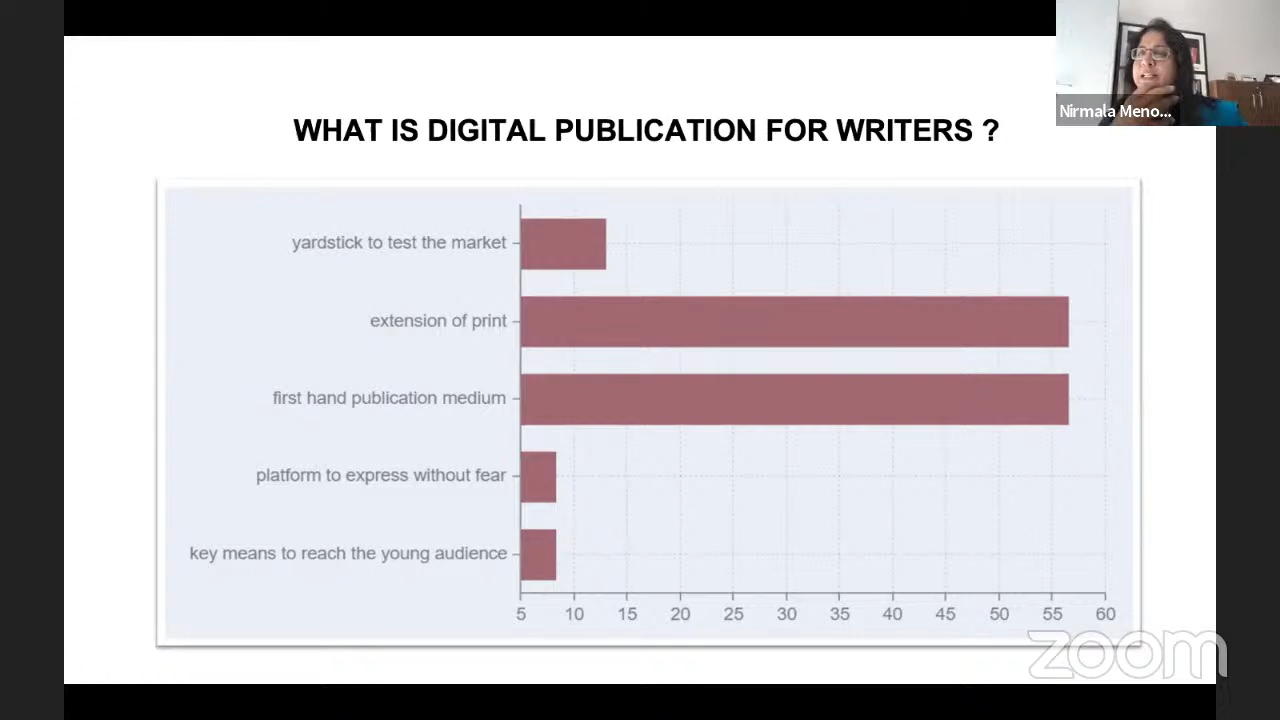 Nirmala Meno...
WHAT IS DIGITAL PUBLICATION FOR WRITERS ?
yardstick to test the market
extension of print
first hand publication medium
platform to express without fear
key means to reach the young audience
5 10 15 20 25 30 35 40 45 50 55 60
zoom